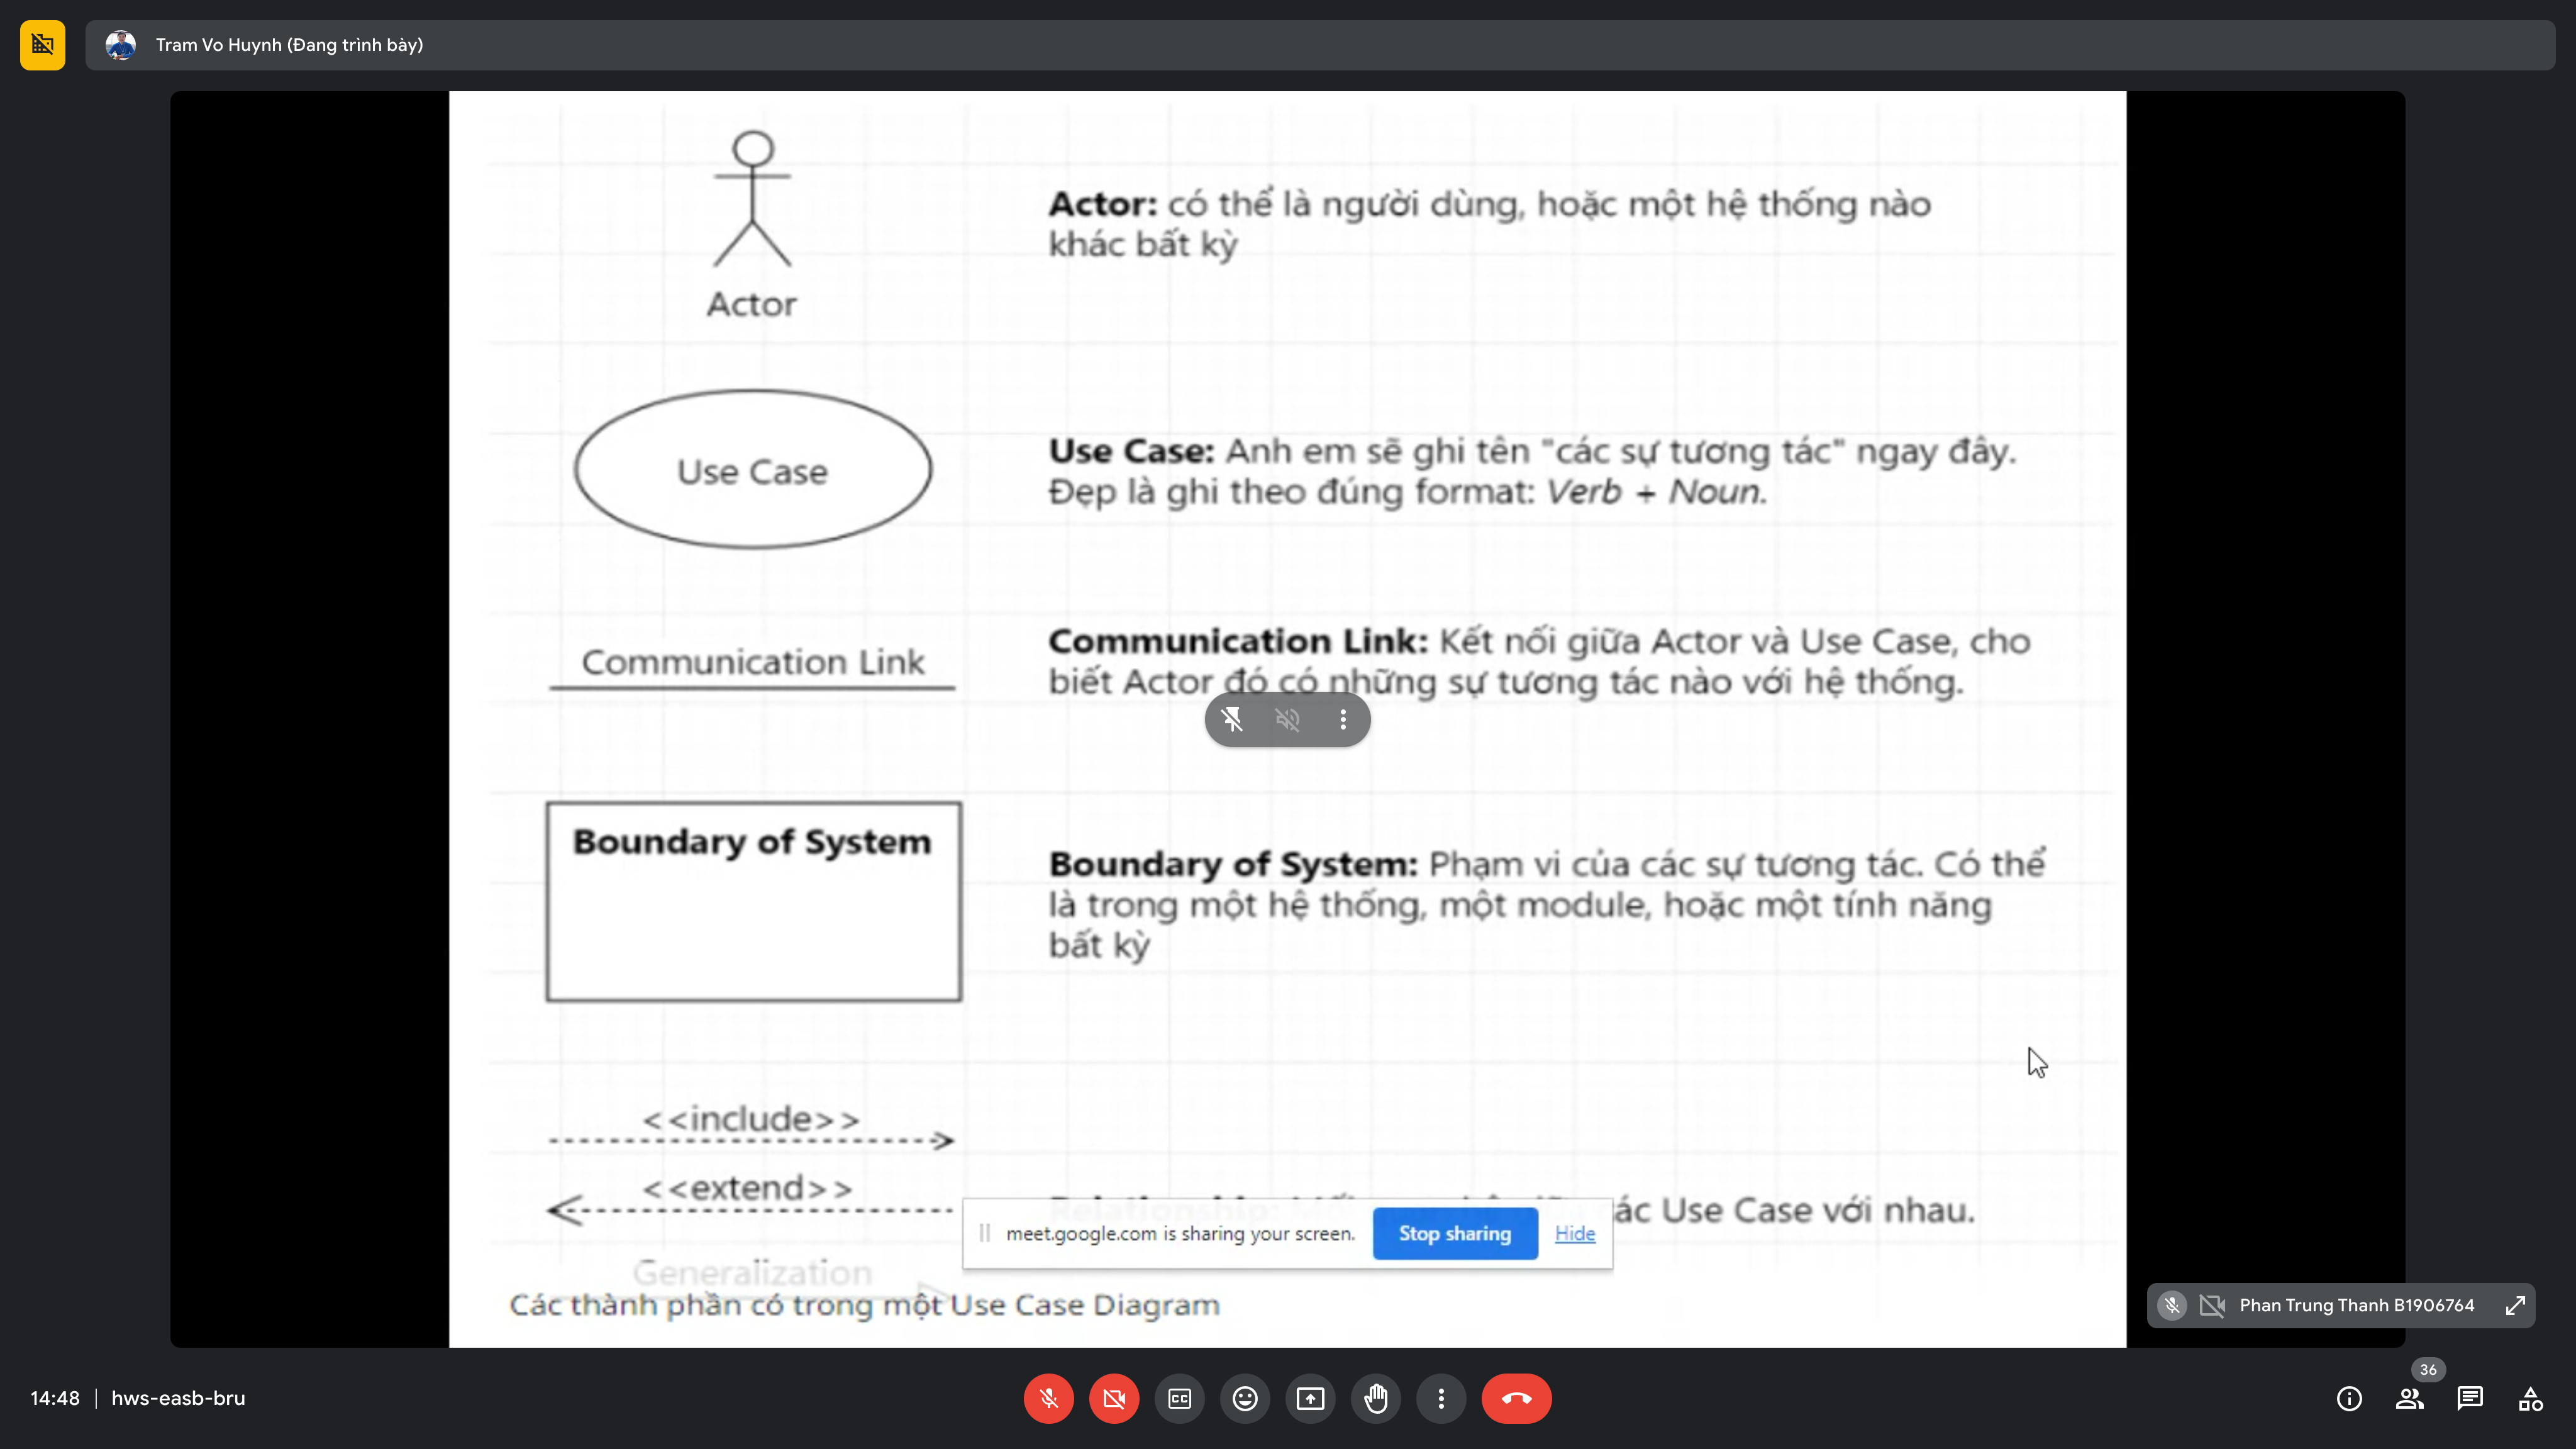 Tram Vo Huynh (Đang trình bày)
Actor
Actor: có thể là người dùng, hoặc một hệ thống nào
khác bất kỳ
Use Case
Use Case: Anh em sẽ ghi tên "các sự tương tác" ngay đây.
Đẹp là ghi theo đúng format: Verb + Noun.
Communication Link
Communication Link: Kết nối giữa Actor và Use Case, cho
biết Actor đó có những sự tương tác nào với hệ thống.
Boundary of System
Boundary of System: Phạm vi của các sự tương tác. Có thể
là trong một hệ thống, một module, hoặc một tính năng
bất kỳ
<<include>>
<<extend>>
Relationship: các Use Case với nhau.
meet.google.com is sharing your screen. Stop sharing Hide
Generalization
Các thành phần có trong một Use Case Diagram
Phan Trung Thanh B1906764
36
14:48 | hws-easb-bru